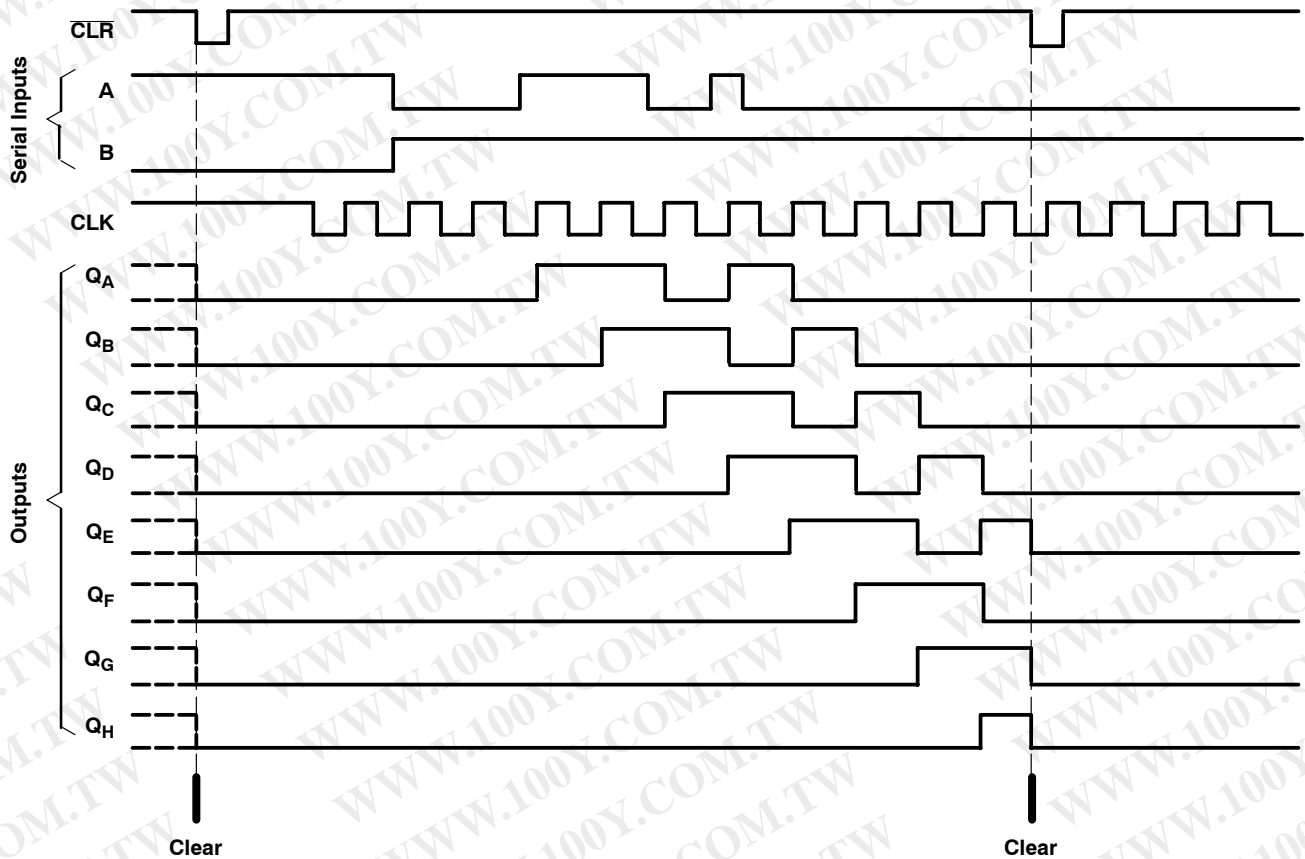 CLR
Serial Inputs
A
B
CLK
Outputs
QA
QB
QC
QD
QE
QF
QG
QH
Clear
Clear
WWW.100Y.COM.TW